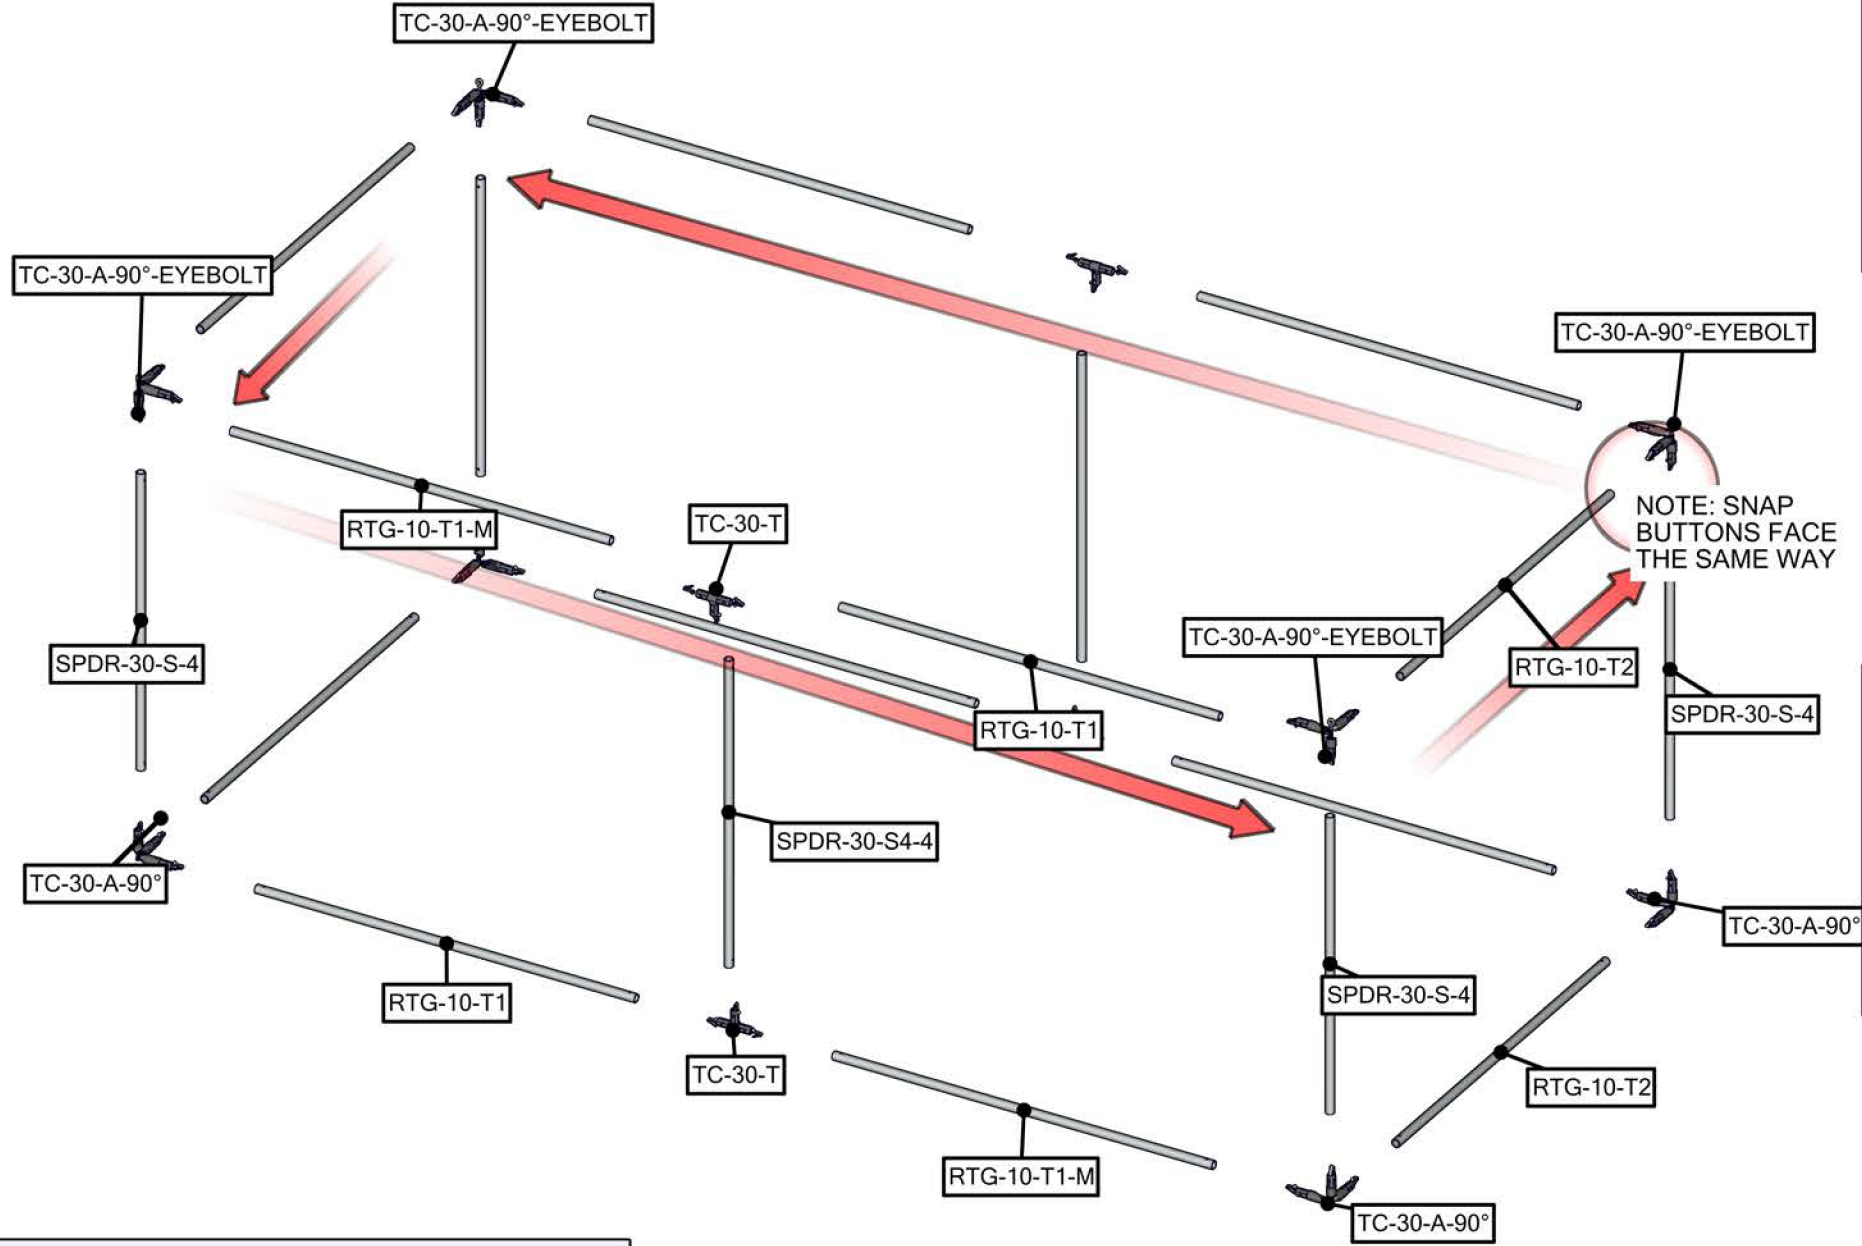 TC-30-A-90°-EYEBOLT
TC-30-A-90°-EYEBOLT
TC-30-A-90°-EYEBOLT
NOTE: SNAP
BUTTONS FACE
THE SAME WAY
RTG-10-T1-M
TC-30-T
TC-30-A-90°-EYEBOLT
SPDR-30-S-4
RTG-10-T2
SPDR-30-S-4
RTG-10-T1
SPDR-30-S4-4
TC-30-A-90°
TC-30-A-90°
RTG-10-T1
SPDR-30-S-4
TC-30-T
RTG-10-T2
RTG-10-T1-M
TC-30-A-90°